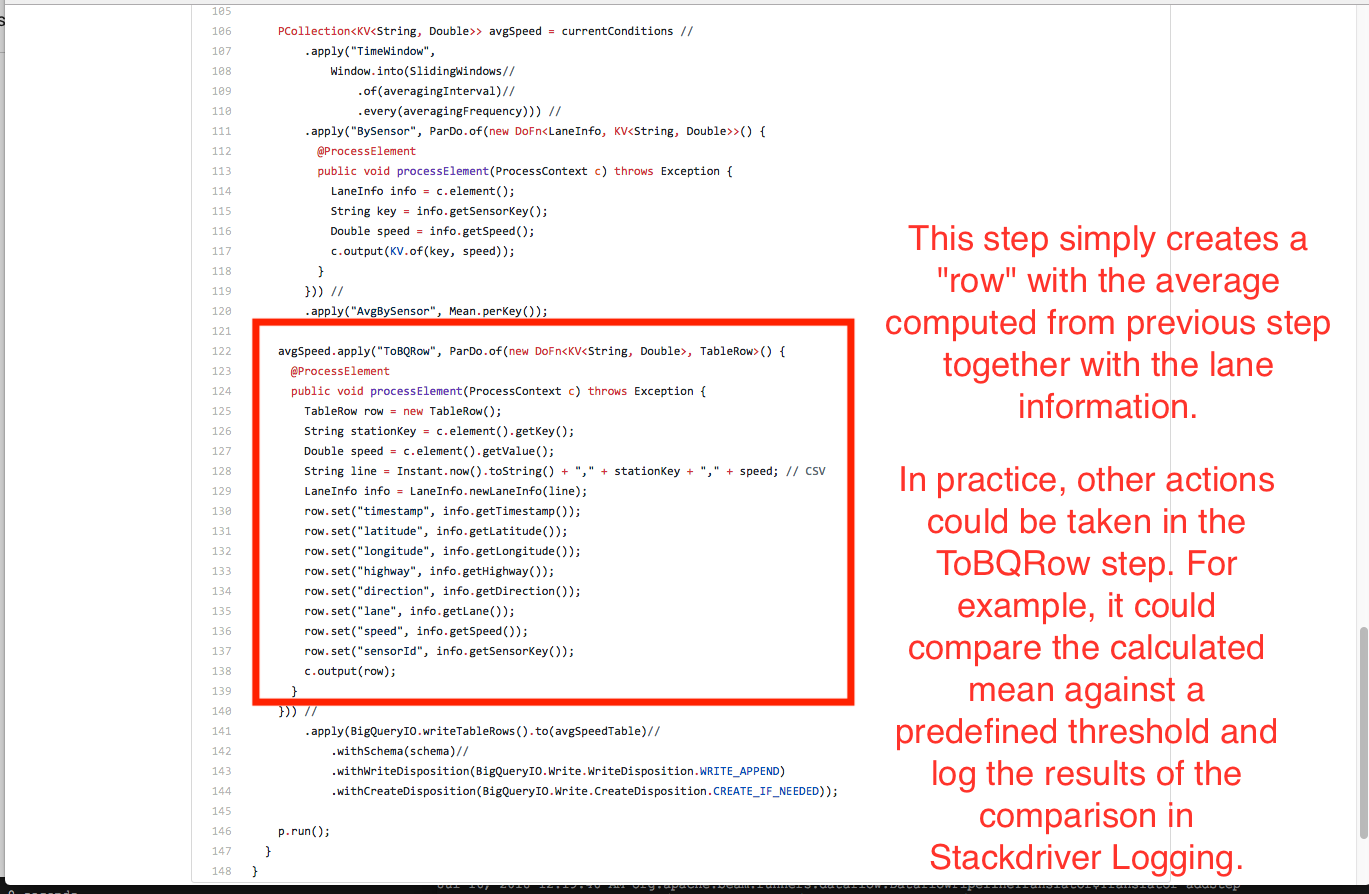 105
106 PCollection<KV<String, Double>> avgSpeed = currentConditions //
107 .apply("TimeWindow",
108 Window.into(SlidingWindows//
109 .of(averagingInterval)//
110 .every(averagingFrequency))) //
111 .apply("BySensor", ParDo.of(new DoFn<LaneInfo, KV<String, Double>>() {
112 @ProcessElement
113 public void processElement(ProcessContext c) throws Exception {
114 LaneInfo info = c.element();
115 String key = info.getSensorKey();
116 Double speed = info.getSpeed();
117 c.output(KV.of(key, speed));
118 }
119 })) //
120 .apply("AvgBySensor", Mean.perKey());
121
122 avgSpeed.apply("ToBQRow", ParDo.of(new DoFn<KV<String, Double>, TableRow>() {
123 @ProcessElement
124 public void processElement(ProcessContext c) throws Exception {
125 TableRow row = new TableRow();
126 String stationKey = c.element().getKey();
127 Double speed = c.element().getValue();
128 String line = Instant.now().toString() + "," + stationKey + "," + speed; // CSV
129 LaneInfo info = LaneInfo.newLaneInfo(line);
130 row.set("timestamp", info.getTimestamp());
131 row.set("latitude", info.getLatitude());
132 row.set("longitude", info.getLongitude());
133 row.set("highway", info.getHighway());
134 row.set("direction", info.getDirection());
135 row.set("lane", info.getLane());
136 row.set("speed", info.getSpeed());
137 row.set("sensorId", info.getSensorKey());
138 c.output(row);
139 }
140 })) //
141 .apply(BigQueryIO.writeTableRows().to(avgSpeedTable)//
142 .withSchema(schema)//
143 .withWriteDisposition(BigQueryIO.Write.WriteDisposition.WRITE_APPEND)
144 .withCreateDisposition(BigQueryIO.Write.CreateDisposition.CREATE_IF_NEEDED));
145
146 p.run();
147 }
148 }
This step simply creates a
"row" with the average
computed from previous step
together with the lane
information.
In practice, other actions
could be taken in the
ToBQRow step. For
example, it could
compare the calculated
mean against a
predefined threshold and
log the results of the
comparison in
Stackdriver Logging.